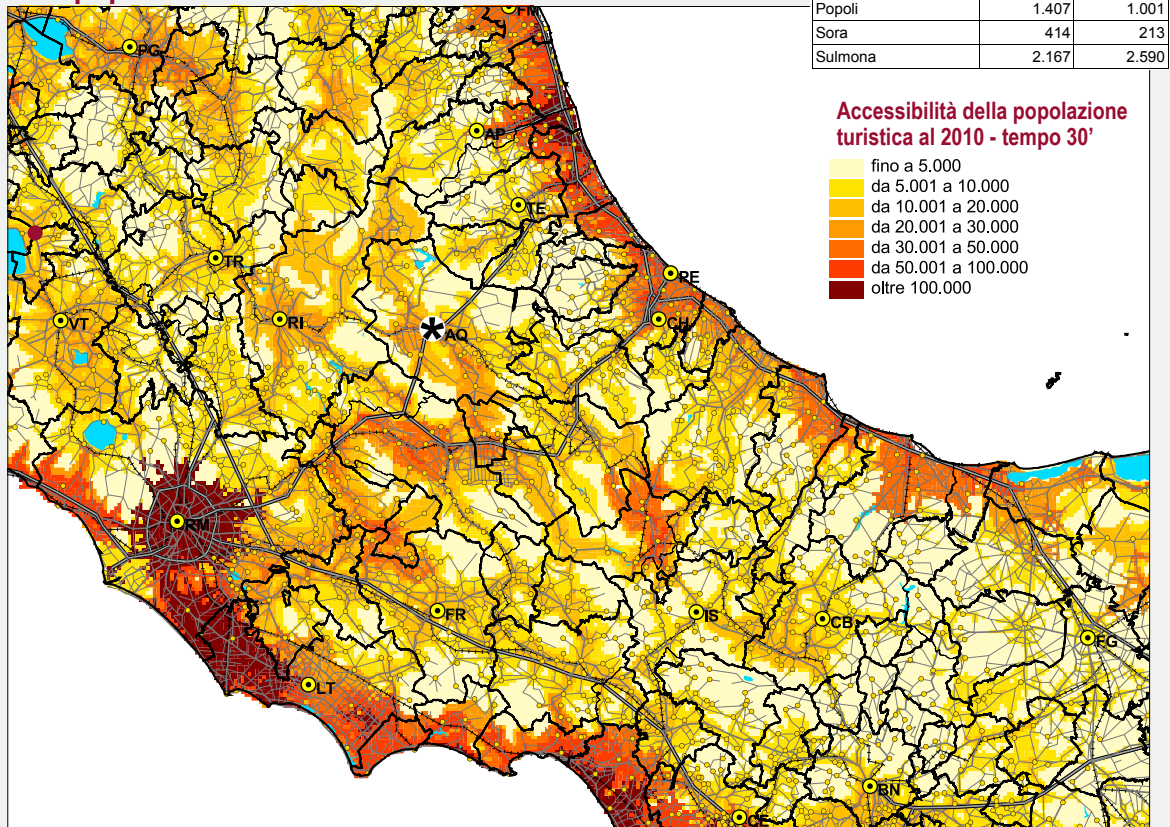 Popoli 1.407 1.001
Sora 414 213
Sulmona 2.167 2.590
Accessibilità della popolazione
turistica al 2010 - tempo 30’
fino a 5.000
da 5.001 a 10.000
da 10.001 a 20.000
da 20.001 a 30.000
da 30.001 a 50.000
da 50.001 a 100.000
oltre 100.000
PG
AP
TE
TR
PE
VT
RI
AQ
CH
RM
FR
IS
CB
FG
LT
BN
CE